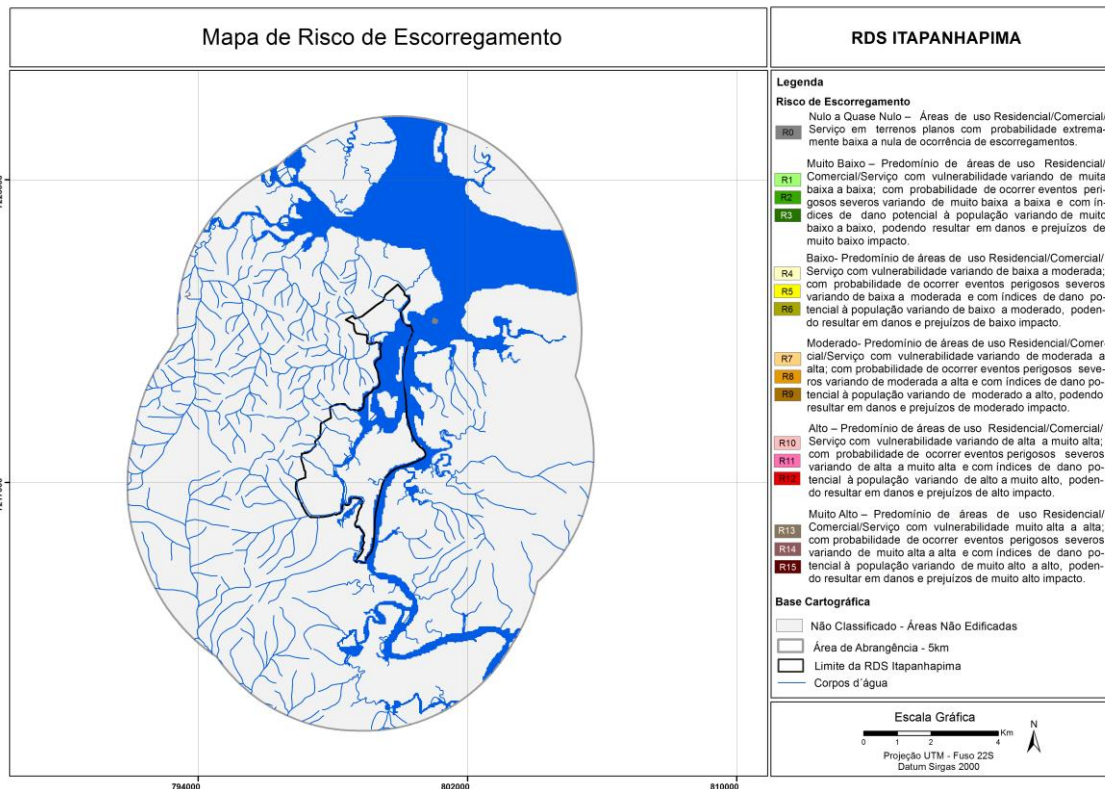 Mapa de Risco de Escorregamento
RDS ITAPANHAPIMA
Legenda
Risco de Escorregamento
R0
Nulo a Quase Nulo – Áreas de uso Residencial/Comercial/
Serviço em terrenos planos com probabilidade extrema-
mente baixa a nula de ocorrência de escorregamentos.
R1
R2
R3
Muito Baixo – Predomínio de áreas de uso Residencial/
Comercial/Serviço com vulnerabilidade variando de muita
baixa a baixa; com probabilidade de ocorrer eventos peri-
gosos severos variando de muito baixa a baixa e com ín-
dices de dano potencial à população variando de muito
baixo a baixo, podendo resultar em danos e prejuízos de
muito baixo impacto.
R4
R5
R6
Baixo- Predomínio de áreas de uso Residencial/Comercial/
Serviço com vulnerabilidade variando de baixa a moderada;
com probabilidade de ocorrer eventos perigosos severos
variando de baixa a moderada e com índices de dano po-
tencial à população variando de baixo a moderado, poden-
do resultar em danos e prejuízos de baixo impacto.
R7
R8
R9
Moderado- Predomínio de áreas de uso Residencial/Comer-
cial/Serviço com vulnerabilidade variando de moderada a
alta; com probabilidade de ocorrer eventos perigosos seve-
ros variando de moderada a alta e com índices de dano po-
tencial à população variando de moderado a alto, podendo
resultar em danos e prejuízos de moderado impacto.
R10
R11
R12
Alto – Predomínio de áreas de uso Residencial/Comercial/
Serviço com vulnerabilidade variando de alta a muito alta;
com probabilidade de ocorrer eventos perigosos severos
variando de alta a muito alta e com índices de dano po-
tencial à população variando de alto a muito alto, poden-
do resultar em danos e prejuízos de alto impacto.
R13
R14
R15
Muito Alto – Predomínio de áreas de uso Residencial/
Comercial/Serviço com vulnerabilidade muito alta a alta;
com probabilidade de ocorrer eventos perigosos severos
variando de muito alta a alta e com índices de dano po-
tencial à população variando de muito alto a alto, poden-
do resultar em danos e prejuízos de muito alto impacto.
Base Cartográfica
Não Classificado - Áreas Não Edificadas
Área de Abrangência - 5km
Limite da RDS Itapanhapima
Corpos d´água
Escala Gráfica
Km
0 1 2 4
N
Projeção UTM - Fuso 22S
Datum Sirgas 2000
794000 802000 810000